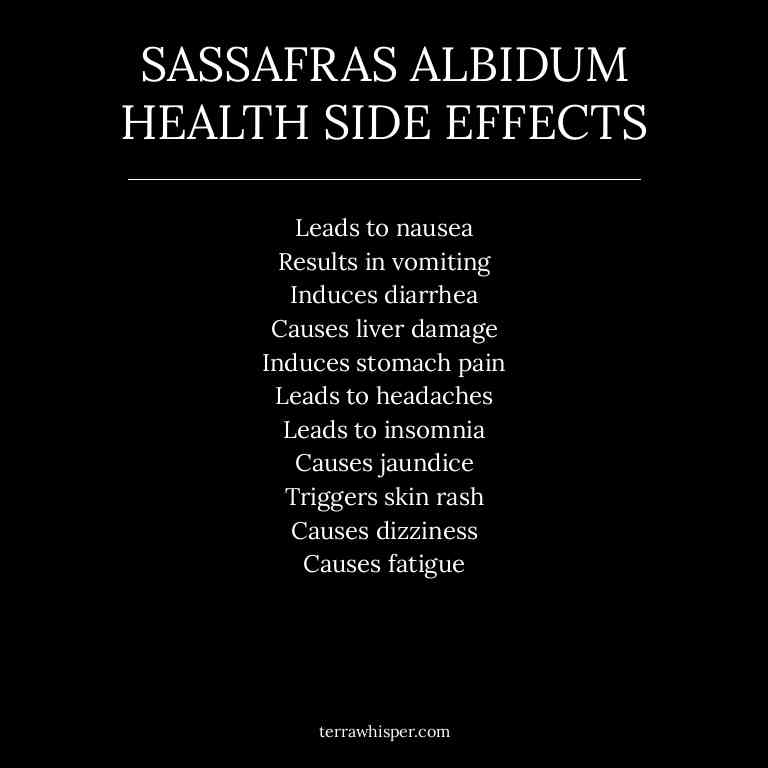 SASSAFRAS ALBIDUM
HEALTH SIDE EFFECTS
Leads to nausea
Results in vomiting
Induces diarrhea
Causes liver damage
Induces stomach pain
Leads to headaches
Leads to insomnia
Causes jaundice
Triggers skin rash
Causes dizziness
Causes fatigue
terrawhisper.com